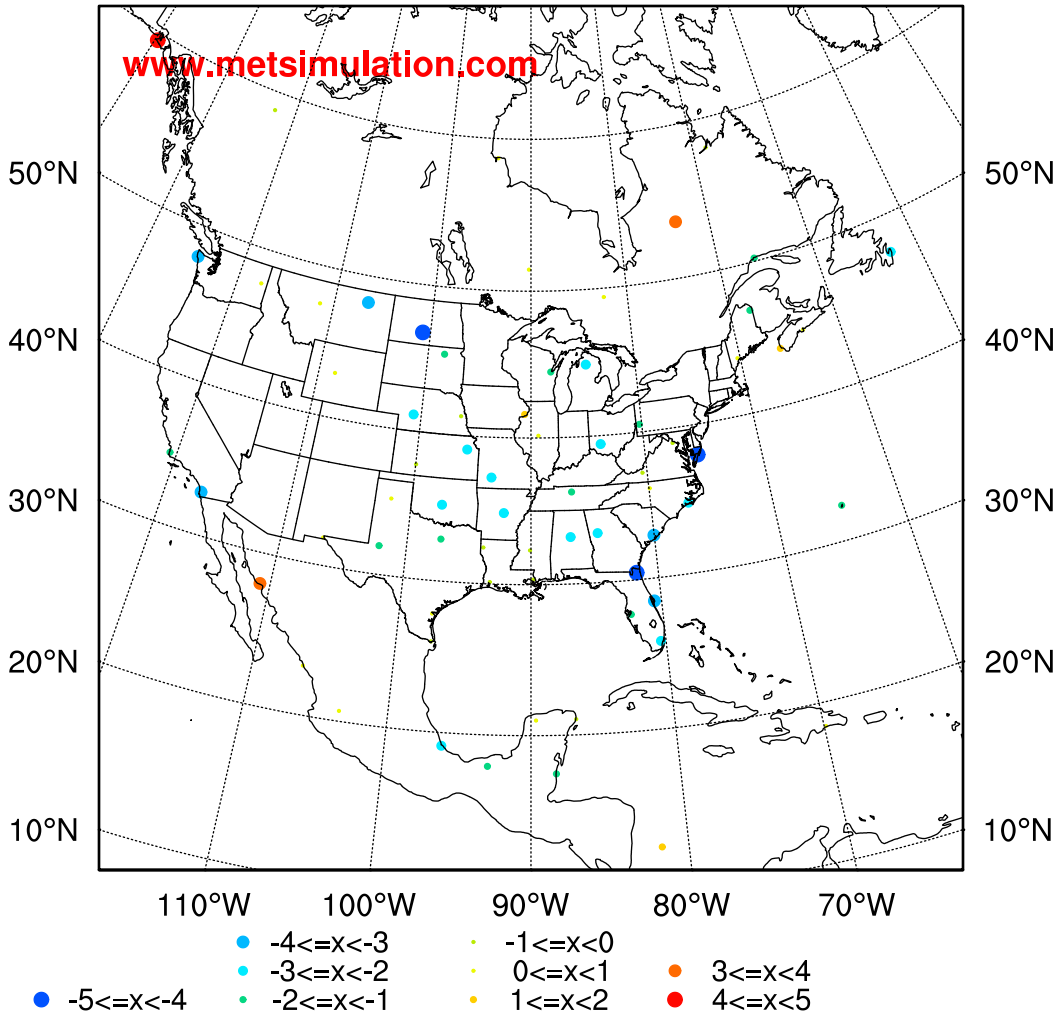 www.metsimulation.com
50°N 50°N
40°N 40°N
30°N 30°N
20°N 20°N
10°N 10°N
110°W 100°W 90°W 80°W 70°W
-4<=x<-3 -1<=x<0
-3<=x<-2 0<=x<1 3<=x<4
-5<=x<-4 -2<=x<-1 1<=x<2 4<=x<5